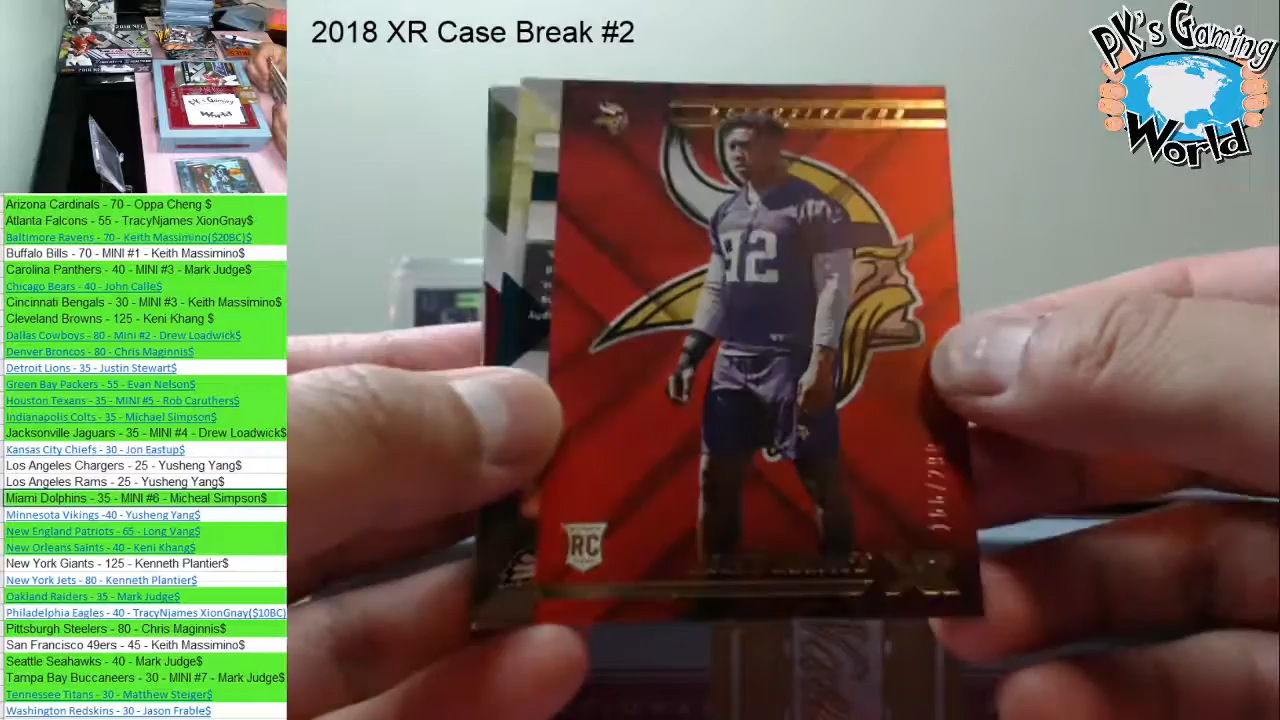 2018 XR Case Break #2
PK's Gaming
World
Arizona Cardinals - 70 - Oppa Cheng $
Atlanta Falcons - 55 - TracyNjames XionGnay$
Baltimore Ravens - 70 - Keith Massimino($20BC)$
Buffalo Bills - 70 - MINI #1 - Keith Massimino$
Carolina Panthers - 40 - MINI #3 - Mark Judge$
Chicago Bears - 40 - John Calle$
Cincinnati Bengals - 30 - MINI #3 - Keith Massimino$
Cleveland Browns - 125 - Keni Khang $
Dallas Cowboys - 80 - Mini #2 - Drew Loadwick$
Denver Broncos - 80 - Chris Maginnis$
Detroit Lions - 35 - Justin Stewart$
Green Bay Packers - 55 - Evan Nelson$
Houston Texans - 35 - MINI #5 - Rob Caruthers$
Indianapolis Colts - 35 - Michael Simpson$
Jacksonville Jaguars - 35 - MINI #4 - Drew Loadwick$
Kansas City Chiefs - 30 - Jon Eastup$
Los Angeles Chargers - 25 - Yusheng Yang$
Los Angeles Rams - 25 - Yusheng Yang$
Miami Dolphins - 35 - MINI #6 - Micheal Simpson$
Minnesota Vikings -40 - Yusheng Yang$
New England Patriots - 65 - Long Vang$
New Orleans Saints - 40 - Keni Khang$
New York Giants - 125 - Kenneth Plantier$
New York Jets - 80 - Kenneth Plantier$
Oakland Raiders - 35 - Mark Judge$
Philadelphia Eagles - 40 - TracyNjames XionGnay($10BC)
Pittsburgh Steelers - 80 - Chris Maginnis$
San Francisco 49ers - 45 - Keith Massimino$
Seattle Seahawks - 40 - Mark Judge$
Tampa Bay Buccaneers - 30 - MINI #7 - Mark Judge$
Tennessee Titans - 30 - Matthew Steiger$
Washington Redskins - 30 - Jason Frable$
92
RC
XR